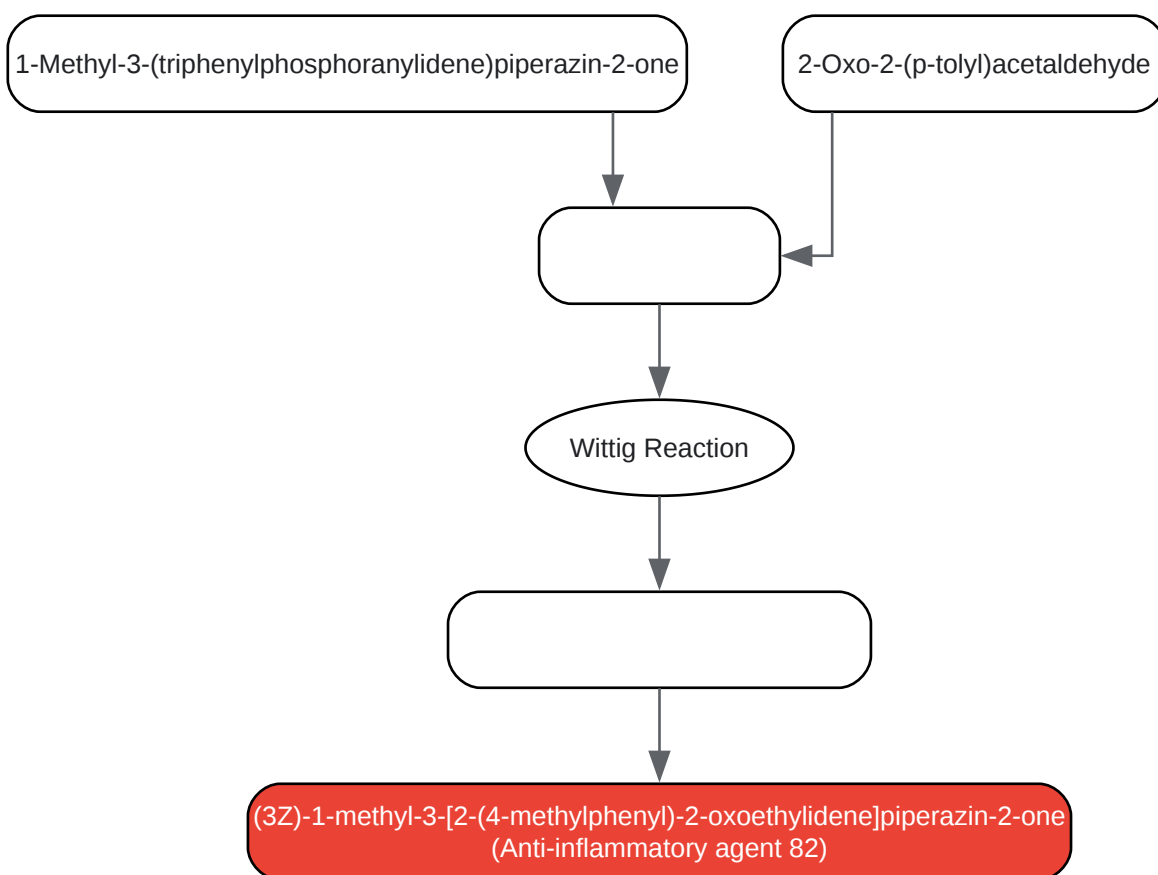 1-Methyl-3-(triphenylphosphoranylidene)piperazin-2-one
2-Oxo-2-(p-tolyl)acetaldehyde
Wittig Reaction
(3Z)-1-methyl-3-[2-(4-methylphenyl)-2-oxoethylidene]piperazin-2-one
(Anti-inflammatory agent 82)